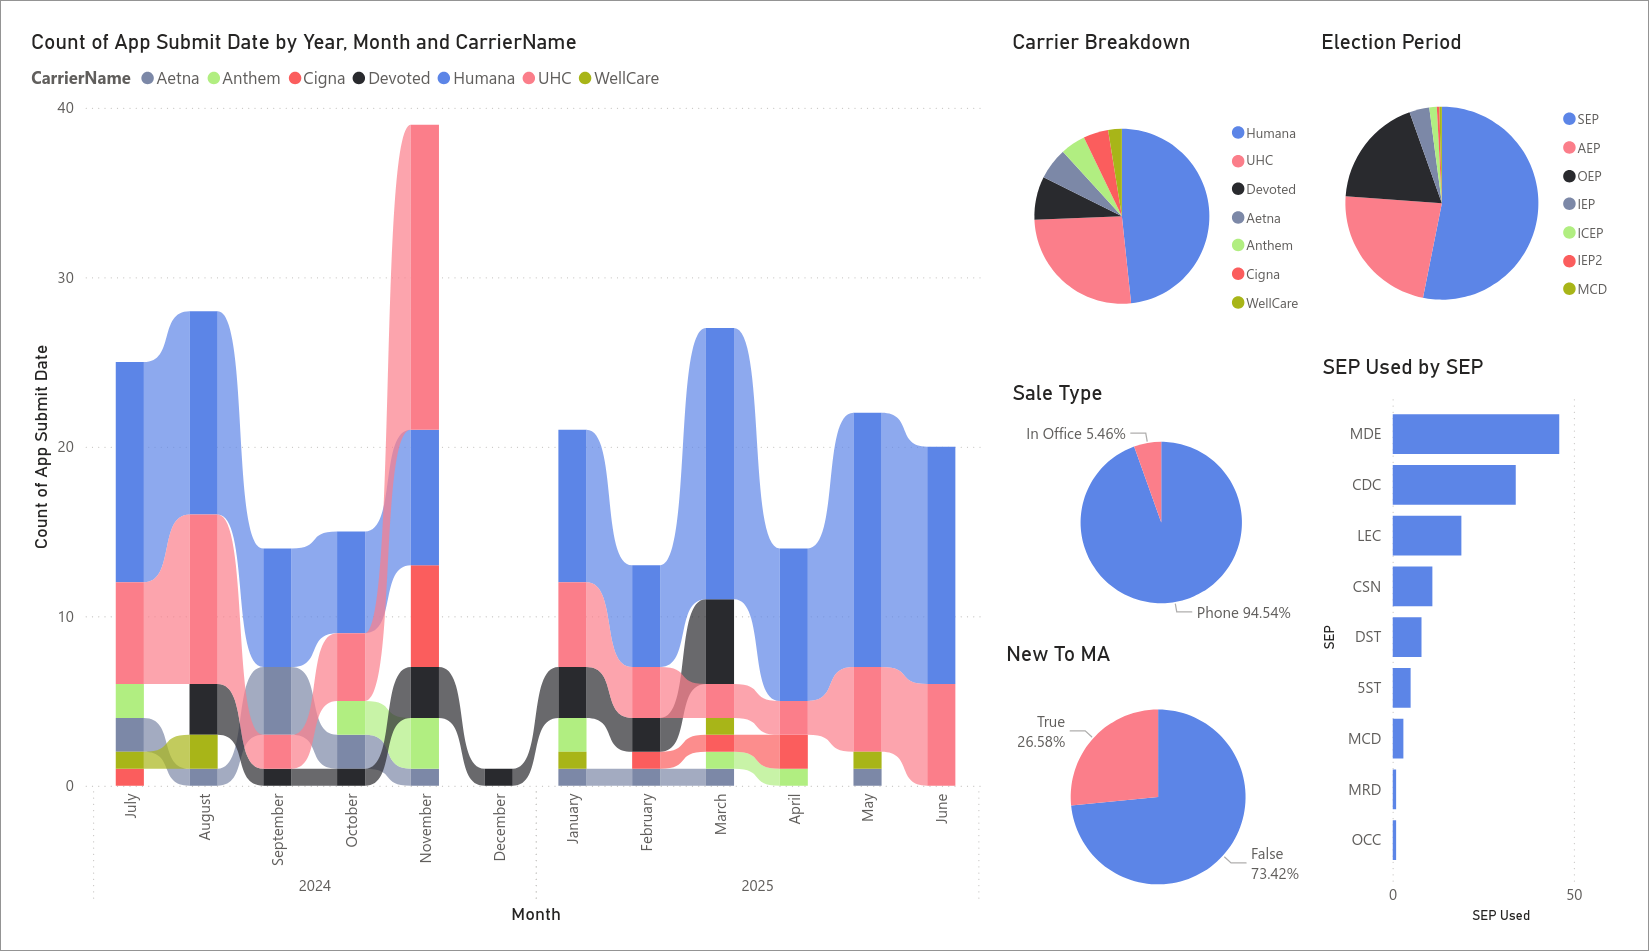 Count of App Submit Date by Year, Month and CarrierName
CarrierName Aetna Anthem Cigna Devoted Humana UHC WellCare
Count of App Submit Date
40
30
20
10
0
July
August
September
October
November
December
January
February
March
April
May
June
2024
2025
Month
Carrier Breakdown
Humana
UHC
Devoted
Aetna
Anthem
Cigna
WellCare
Election Period
SEP
AEP
OEP
IEP
ICEP
IEP2
MCD
Sale Type
In Office 5.46%
Phone 94.54%
New To MA
True
26.58%
False
73.42%
SEP Used by SEP
SEP
MDE
CDC
LEC
CSN
DST
5ST
MCD
MRD
OCC
0
50
SEP Used